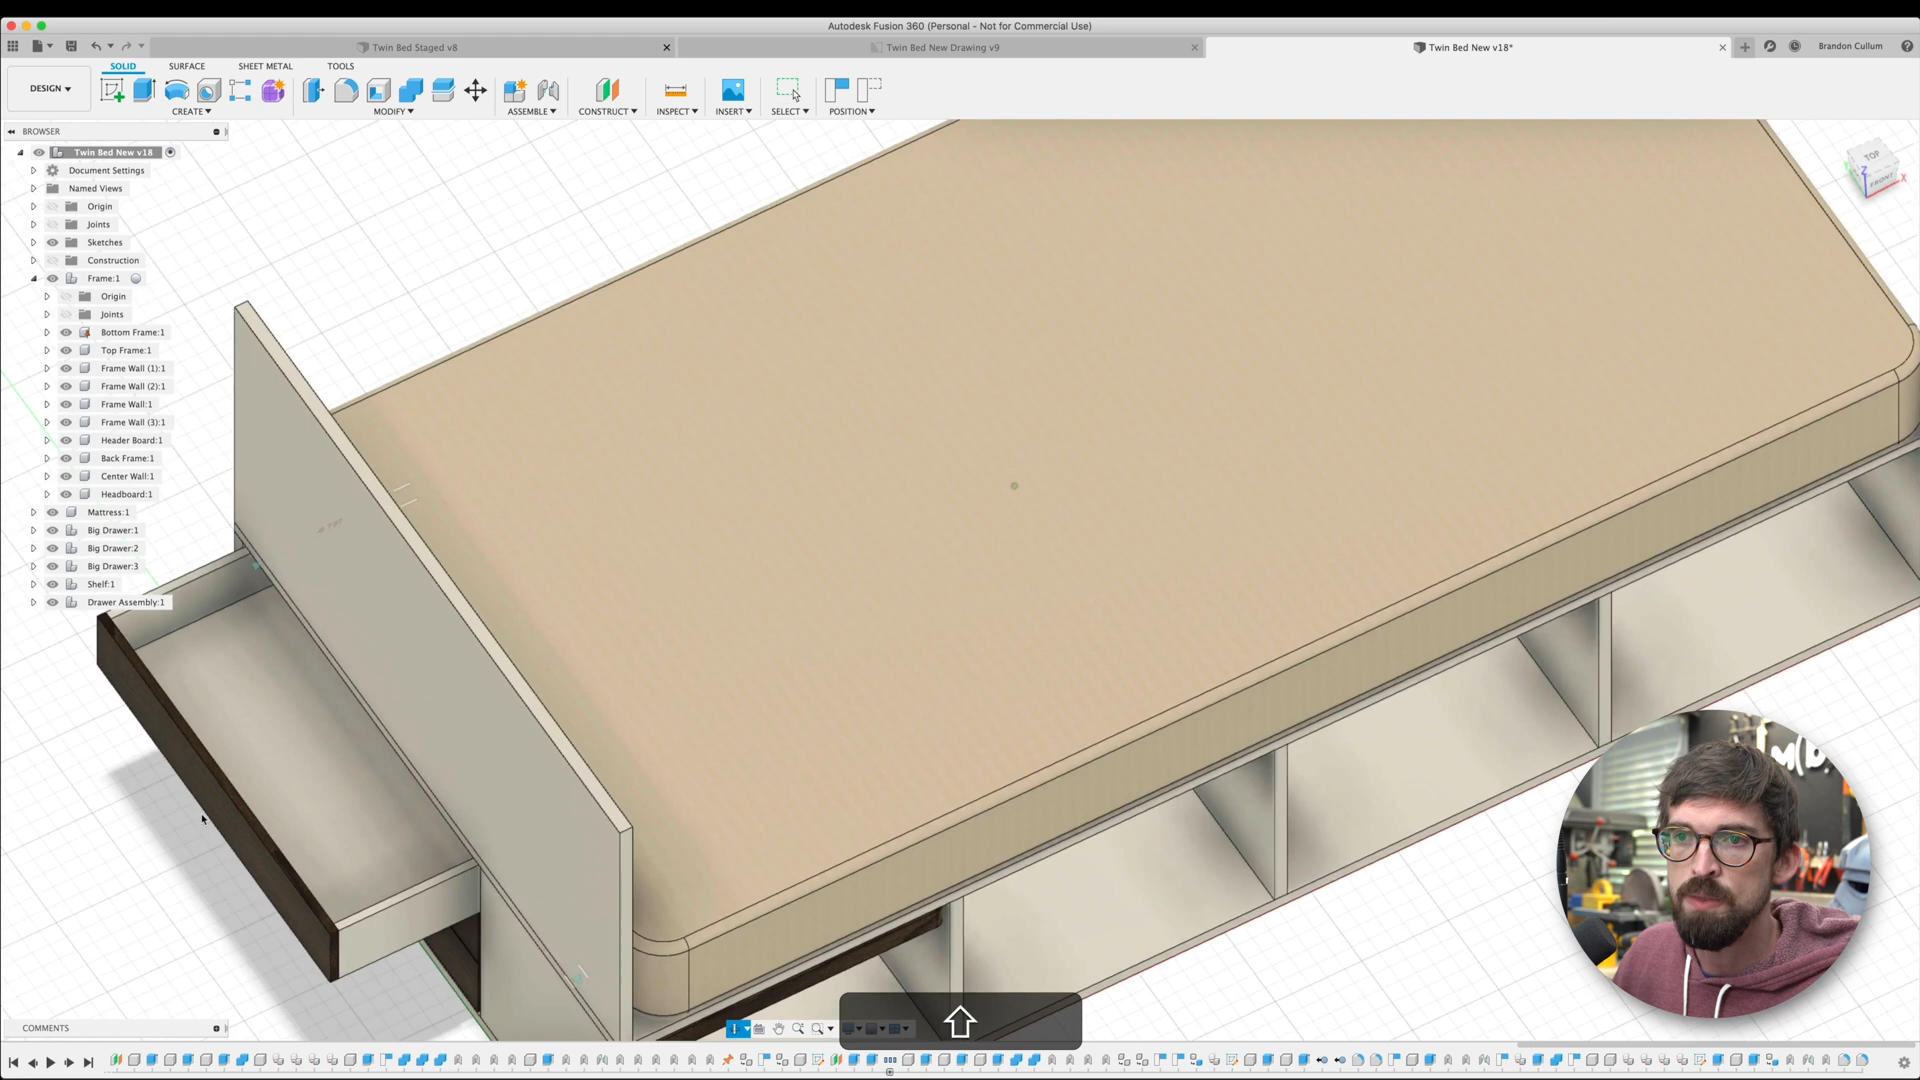 Autodesk Fusion 360 (Personal - Not for Commercial Use)
Twin Bed Staged v8
Twin Bed New Drawing v9
Twin Bed New v18*
Brandon Cullum
SOLID
SURFACE
SHEET METAL
TOOLS
DESIGN
CREATE
MODIFY
ASSEMBLE
CONSTRUCT
INSPECT
INSERT
SELECT
POSITION
BROWSER
Twin Bed New v18
Document Settings
Named Views
Origin
Joints
Sketches
Construction
Frame:1
Origin
Joints
Bottom Frame:1
Top Frame:1
Frame Wall (1):1
Frame Wall (2):1
Frame Wall:1
Frame Wall (3):1
Header Board:1
Back Frame:1
Center Wall:1
Headboard:1
Mattress:1
Big Drawer:1
Big Drawer:2
Big Drawer:3
Shelf:1
Drawer Assembly:1
TOP
FRONT
Z
X
COMMENTS